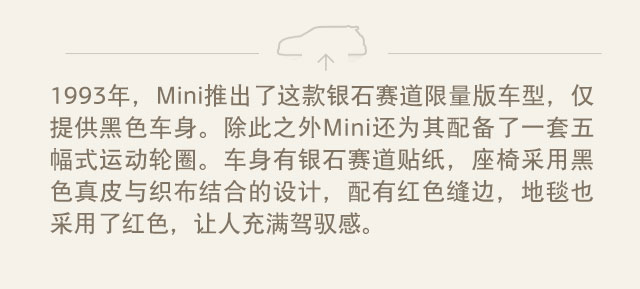 1993年，Mini推出了这款银石赛道限量版车型，仅
提供黑色车身。除此之外Mini还为其配备了一套五
幅式运动轮圈。车身有银石赛道贴纸，座椅采用黑
色真皮与织布结合的设计，配有红色缝边，地毯也
采用了红色，让人充满驾驭感。